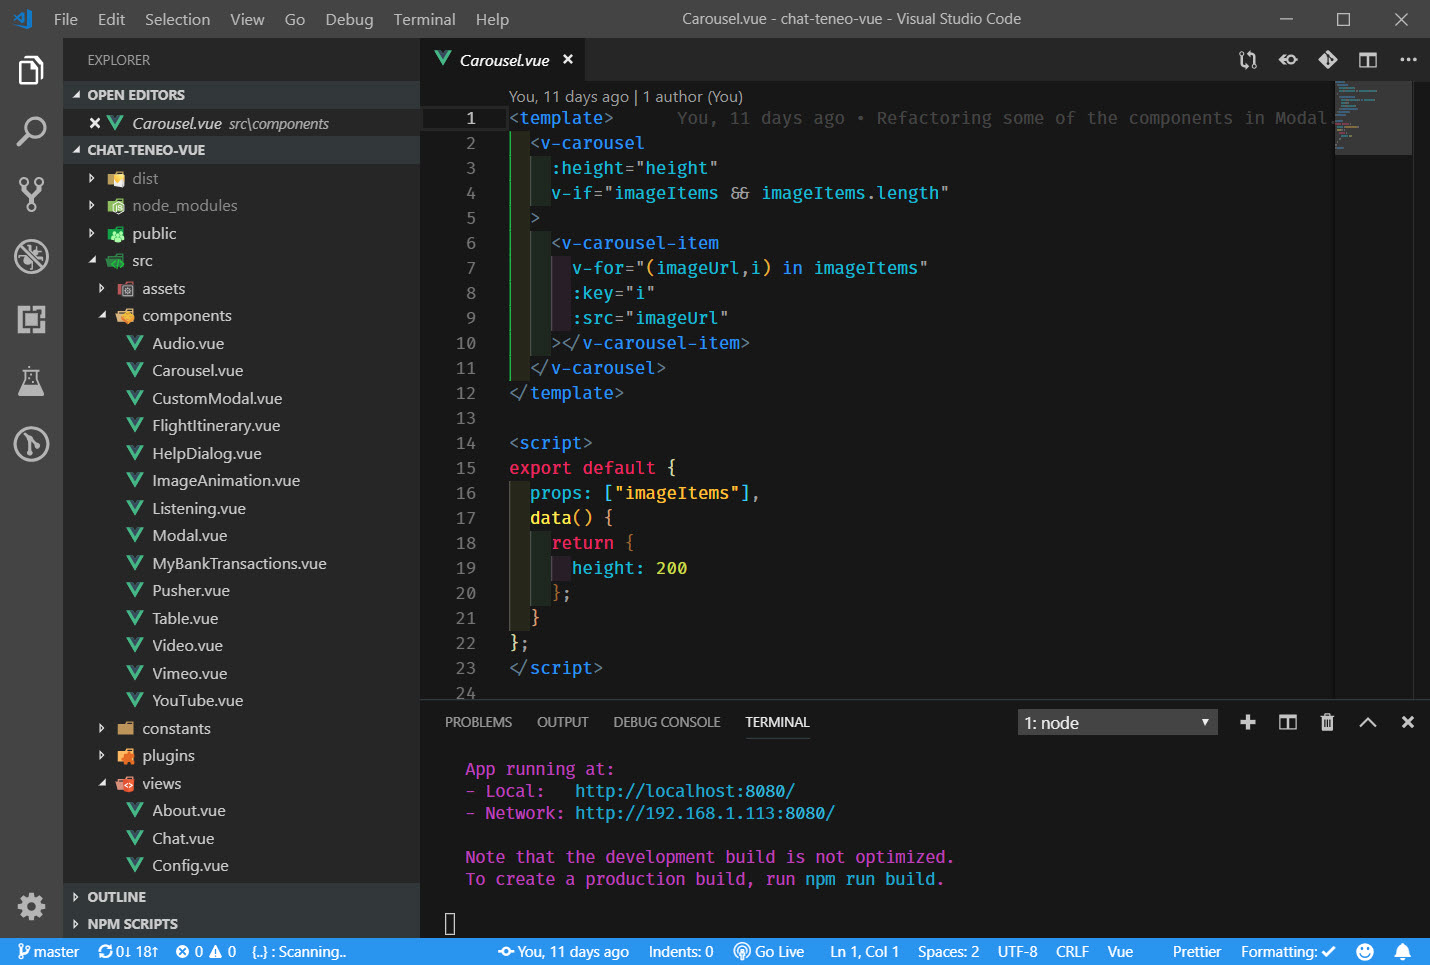 File Edit Selection View Go Debug Terminal Help
Carousel.vue - chat-teneo-vue - Visual Studio Code
EXPLORER
OPEN EDITORS
Carousel.vue src\components
CHAT-TENEO-VUE
dist
node_modules
public
src
assets
components
Audio.vue
Carousel.vue
CustomModal.vue
FlightItinerary.vue
HelpDialog.vue
ImageAnimation.vue
Listening.vue
Modal.vue
MyBankTransactions.vue
Pusher.vue
Table.vue
Video.vue
Vimeo.vue
YouTube.vue
constants
plugins
views
About.vue
Chat.vue
Config.vue
OUTLINE
NPM SCRIPTS
Carousel.vue
You, 11 days ago | 1 author (You)
1 <template> You, 11 days ago • Refactoring some of the components in Modal.
2 <v-carousel
3 :height="height"
4 v-if="imageItems && imageItems.length"
5 >
6 <v-carousel-item
7 v-for="(imageUrl,i) in imageItems"
8 :key="i"
9 :src="imageUrl"
10 ></v-carousel-item>
11 </v-carousel>
12 </template>
13
14 <script>
15 export default {
16 props: ["imageItems"],
17 data() {
18 return {
19 height: 200
20 };
21 }
22 };
23 </script>
24
PROBLEMS OUTPUT DEBUG CONSOLE TERMINAL
1: node
App running at:
- Local: http://localhost:8080/
- Network: http://192.168.1.113:8080/
Note that the development build is not optimized.
To create a production build, run npm run build.
master 0↓ 18↑ 0 0 {..} : Scanning.. You, 11 days ago Indents: 0 Go Live Ln 1, Col 1 Spaces: 2 UTF-8 CRLF Vue Prettier Formatting: ✓